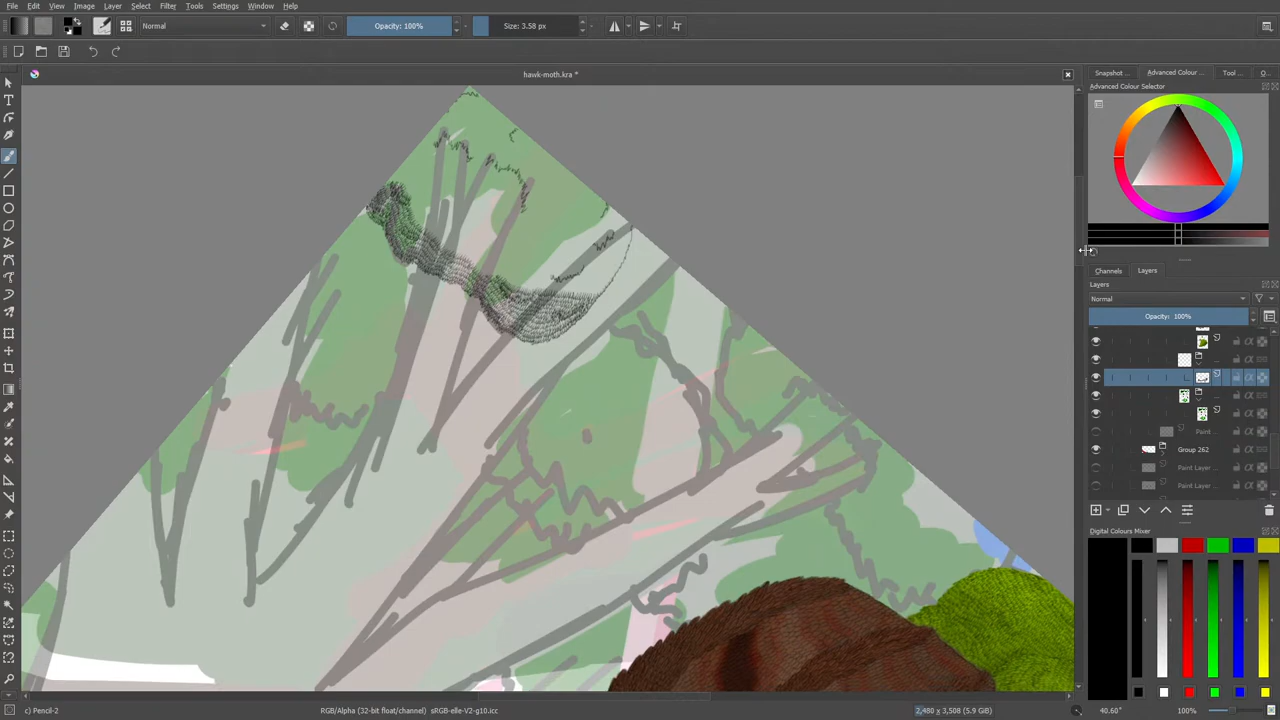 File Edit View Image Layer Select Filter Tools Settings Window Help
Normal Opacity: 100% Size: 3.58 px
hawk-moth.kra *
Snapshot ... Advanced Colour ... Tool ... O...
Advanced Colour Selector
Channels Layers
Layers
Normal
Opacity: 100%
Paint ...
Group 262
Paint Layer ...
Paint Layer ...
Digital Colours Mixer
c) Pencil-2 RGB/Alpha (32-bit float/channel) sRGB-elle-V2-g10.icc 2,480 x 3,508 (5.9 GiB) 40.60° 100%